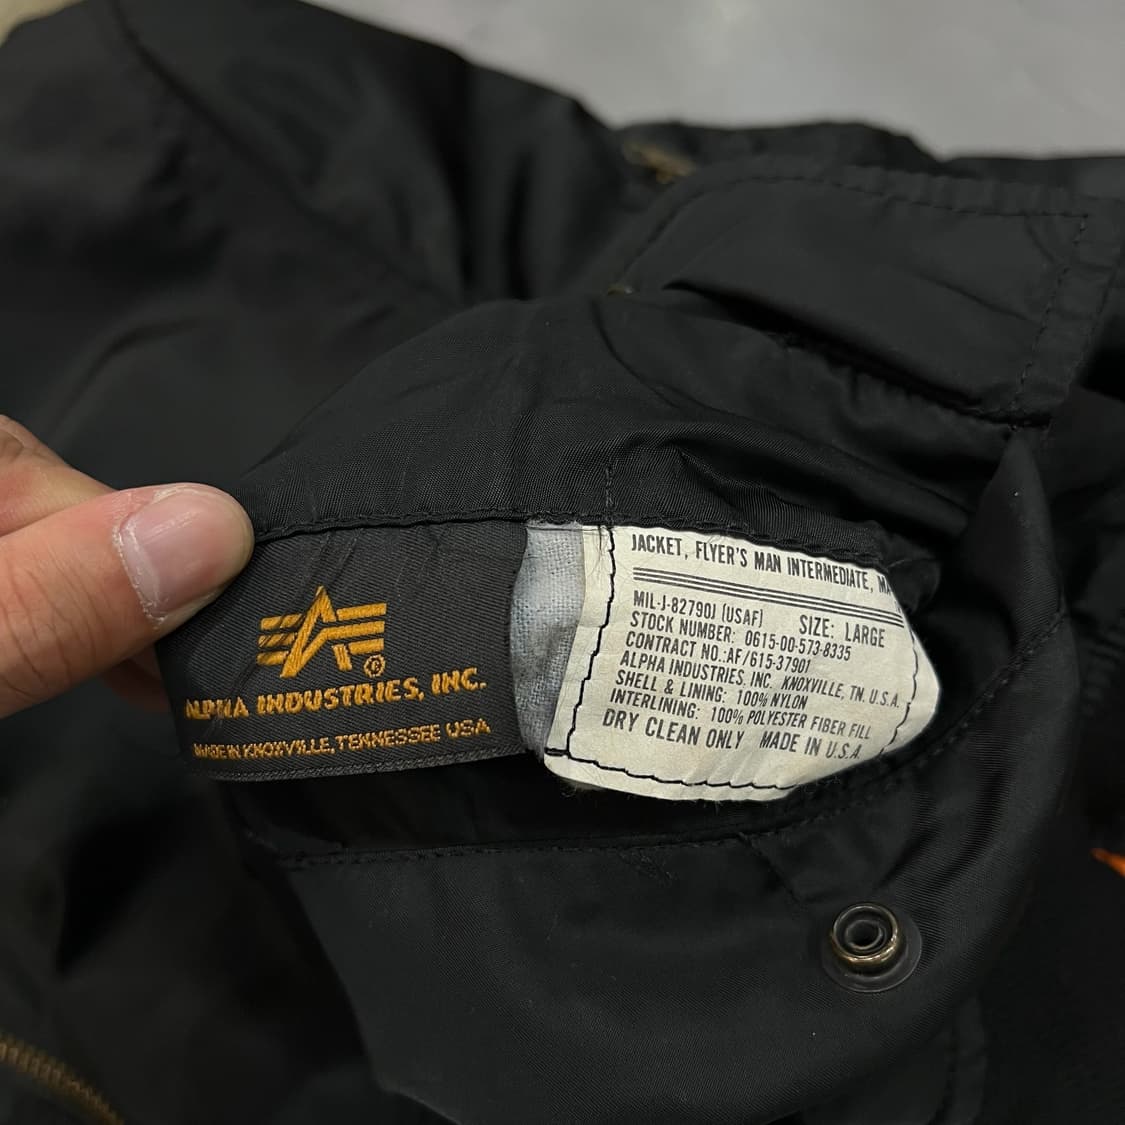 ALPHA INDUSTRIES, INC.
MADE IN KNOXVILLE, TENNESSEE USA
JACKET, FLYER'S MAN INTERMEDIATE, MA
MIL-J-8279OJ (USAF) SIZE: LARGE
STOCK NUMBER: 0615-00-573-8335
CONTRACT NO.:AF/615-37901
ALPHA INDUSTRIES, INC. KNOXVILLE, TN. U.S.A.
SHELL & LINING: 100% NYLON
INTERLINING: 100% POLYESTER FIBER FILL
DRY CLEAN ONLY MADE IN U.S.A.